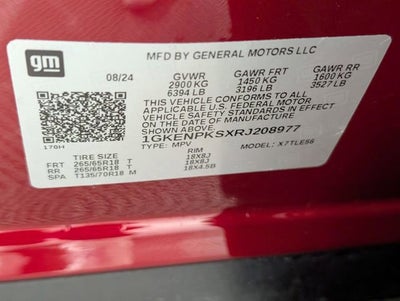 gm
MFD BY GENERAL MOTORS LLC
08/24 GVWR GAWR FRT GAWR RR
2900 KG 1450 KG 1600 KG
6394 LB 3196 LB 3527 LB
THIS VEHICLE CONFORMS TO ALL
APPLICABLE U.S. FEDERAL MOTOR
VEHICLE SAFETY STANDARDS IN EFFECT
ON THE DATE OF MANUFACTURE
SHOWN ABOVE.
1GKENPKSXRJ208977
TYPE: MPV MODEL: X7TLE56
170H
TIRE SIZE RIM
FRT 265/65R18 T 18X8J
RR 265/65R18 T 18X8J
SPA T135/70R18 M 18X4.5B